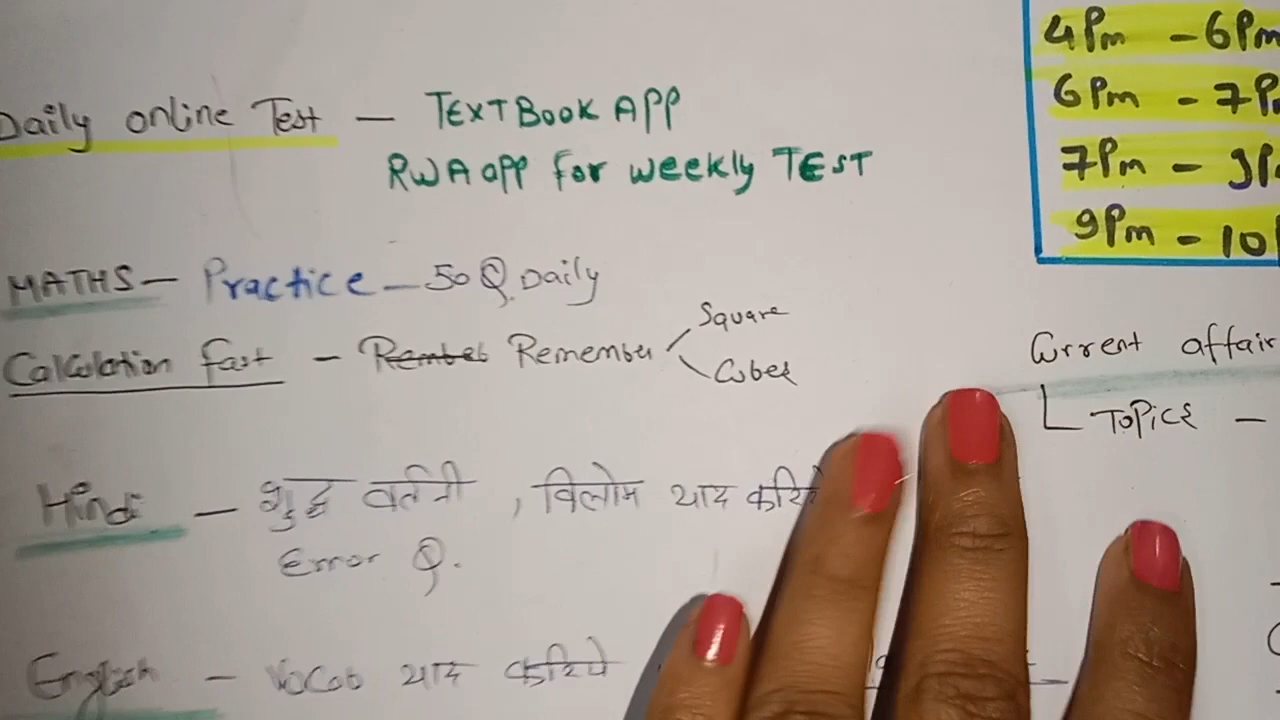 Daily online Test — TEXTBOOK APP
RWA app for weekly TEST
MATHS — Practice — 50 Q. Daily
Calculation fast — Remember
Square
Cubes
Hindi — शुद्ध वर्तनी , विलोम याद करिये
Error Q.
English — Vocab याद करिये
4Pm - 6Pm
6Pm - 7P
7Pm - 9P
9Pm - 10
Current affair
Topics —